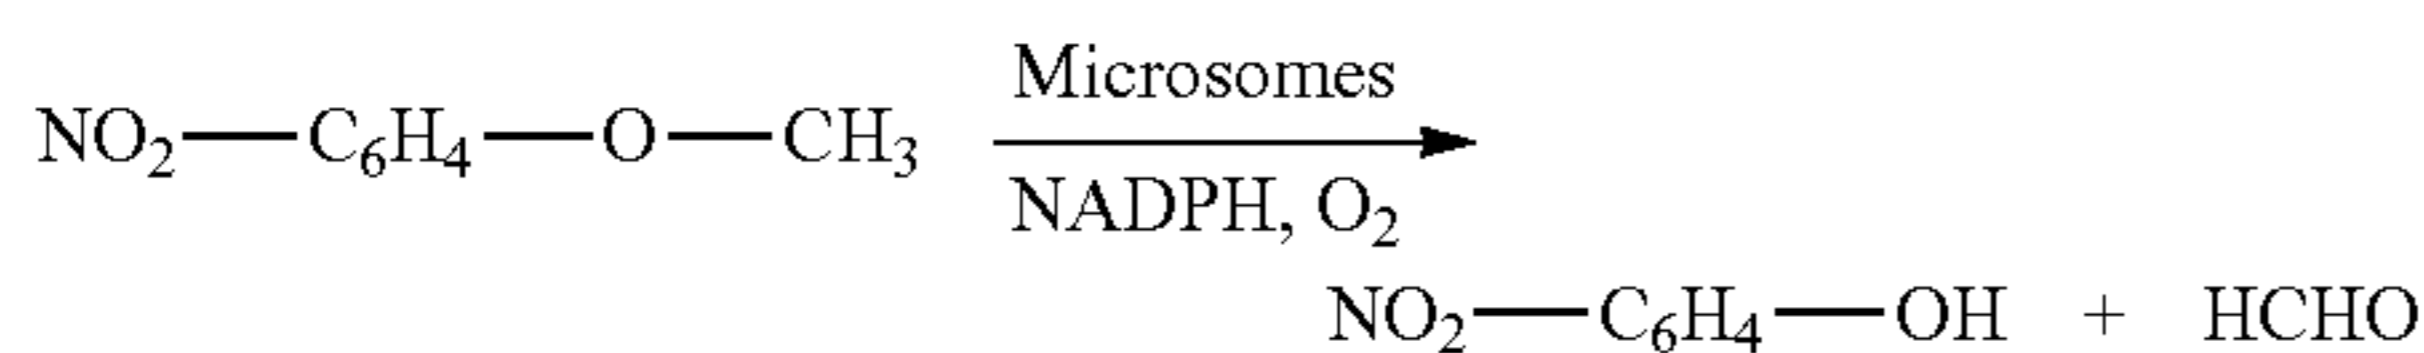 Microsomes
NO₂—C₆H₄—O—CH₃
NADPH, O₂
NO₂—C₆H₄—OH + HCHO